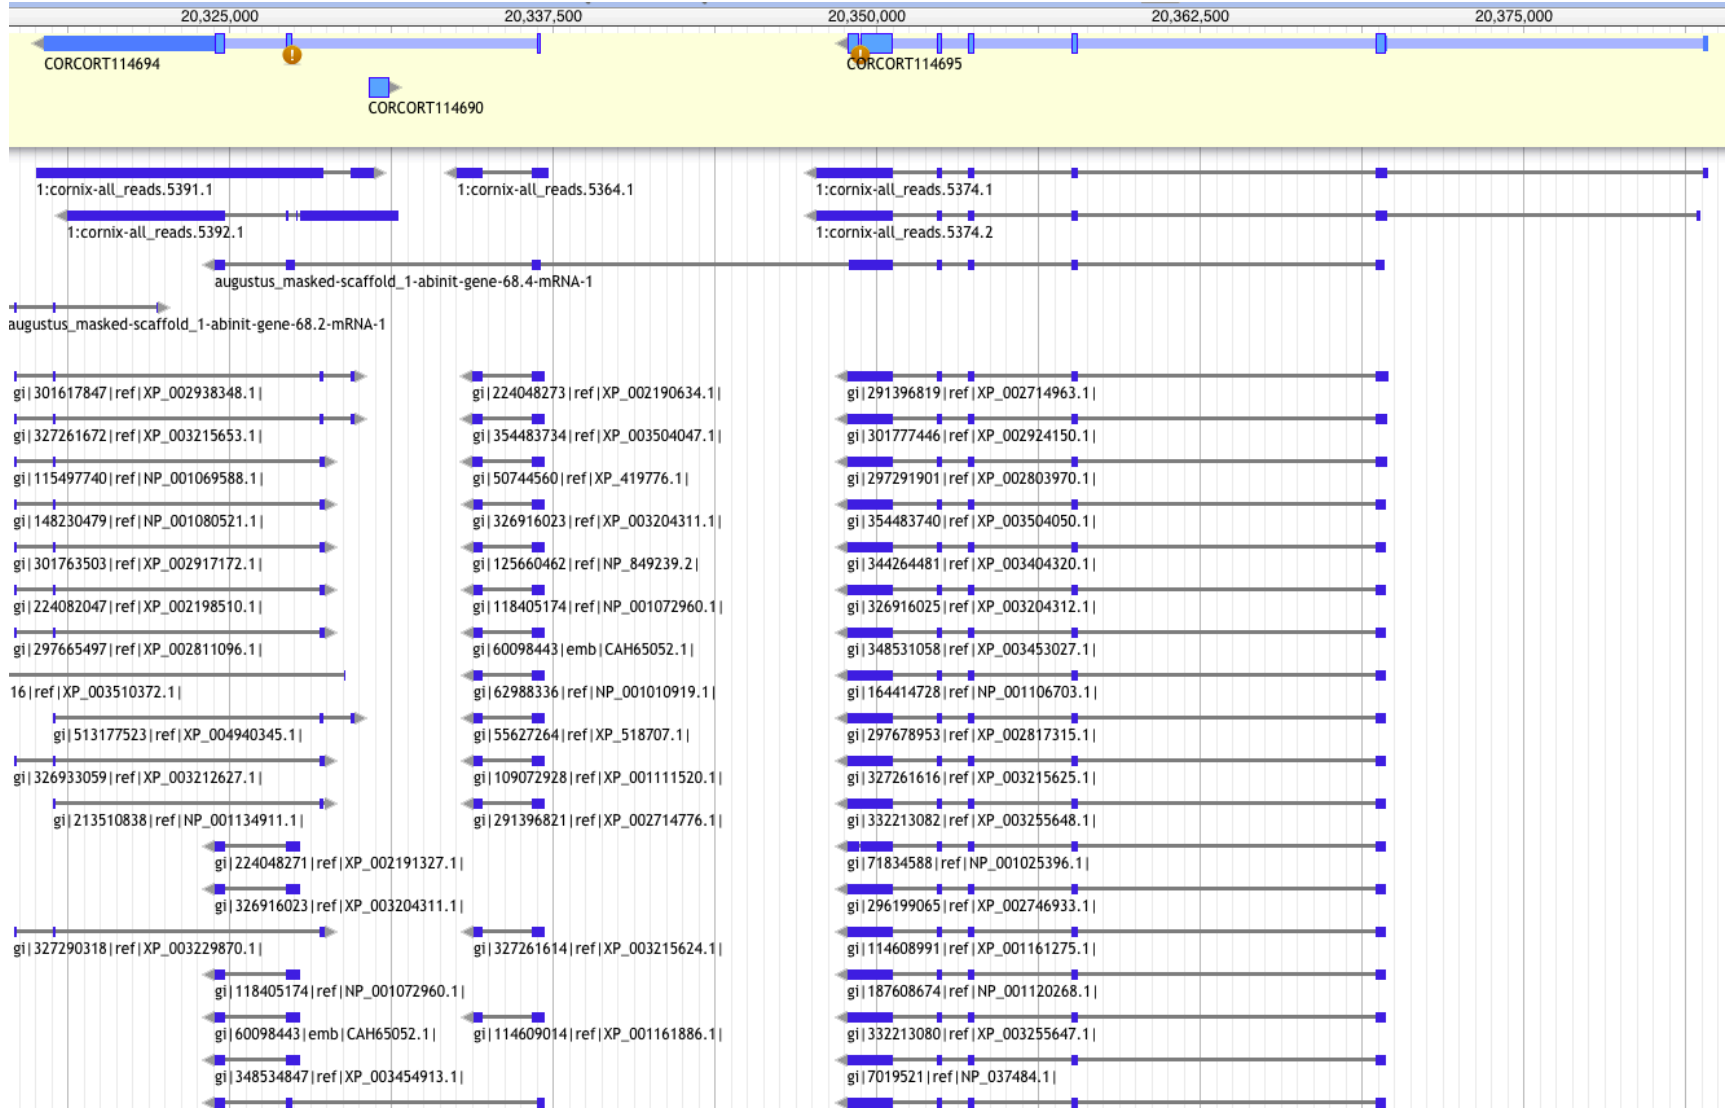 20,325,000 20,337,500 20,350,000 20,362,500 20,375,000
CORCORT114694 CORCORT114695
CORCORT114690
1:cornix-all_reads.5391.1 1:cornix-all_reads.5364.1 1:cornix-all_reads.5374.1
1:cornix-all_reads.5392.1 1:cornix-all_reads.5374.2
augustus_masked-scaffold_1-abinit-gene-68.4-mRNA-1
augustus_masked-scaffold_1-abinit-gene-68.2-mRNA-1
gi|301617847|ref|XP_002938348.1| gi|224048273|ref|XP_002190634.1| gi|291396819|ref|XP_002714963.1|
gi|327261672|ref|XP_003215653.1| gi|354483734|ref|XP_003504047.1| gi|301777446|ref|XP_002924150.1|
gi|115497740|ref|NP_001069588.1| gi|50744560|ref|XP_419776.1| gi|297291901|ref|XP_002803970.1|
gi|148230479|ref|NP_001080521.1| gi|326916023|ref|XP_003204311.1| gi|354483740|ref|XP_003504050.1|
gi|301763503|ref|XP_002917172.1| gi|125660462|ref|NP_849239.2| gi|344264481|ref|XP_003404320.1|
gi|224082047|ref|XP_002198510.1| gi|118405174|ref|NP_001072960.1| gi|326916025|ref|XP_003204312.1|
gi|297665497|ref|XP_002811096.1| gi|60098443|emb|CAH65052.1| gi|348531058|ref|XP_003453027.1|
16|ref|XP_003510372.1| gi|62988336|ref|NP_001010919.1| gi|164414728|ref|NP_001106703.1|
gi|513177523|ref|XP_004940345.1| gi|55627264|ref|XP_518707.1| gi|297678953|ref|XP_002817315.1|
gi|326933059|ref|XP_003212627.1| gi|109072928|ref|XP_001111520.1| gi|327261616|ref|XP_003215625.1|
gi|213510838|ref|NP_001134911.1| gi|291396821|ref|XP_002714776.1| gi|332213082|ref|XP_003255648.1|
gi|224048271|ref|XP_002191327.1| gi|71834588|ref|NP_001025396.1|
gi|326916023|ref|XP_003204311.1| gi|296199065|ref|XP_002746933.1|
gi|327290318|ref|XP_003229870.1| gi|327261614|ref|XP_003215624.1| gi|114608991|ref|XP_001161275.1|
gi|118405174|ref|NP_001072960.1| gi|187608674|ref|NP_001120268.1|
gi|60098443|emb|CAH65052.1| gi|114609014|ref|XP_001161886.1| gi|332213080|ref|XP_003255647.1|
gi|348534847|ref|XP_003454913.1| gi|7019521|ref|NP_037484.1|